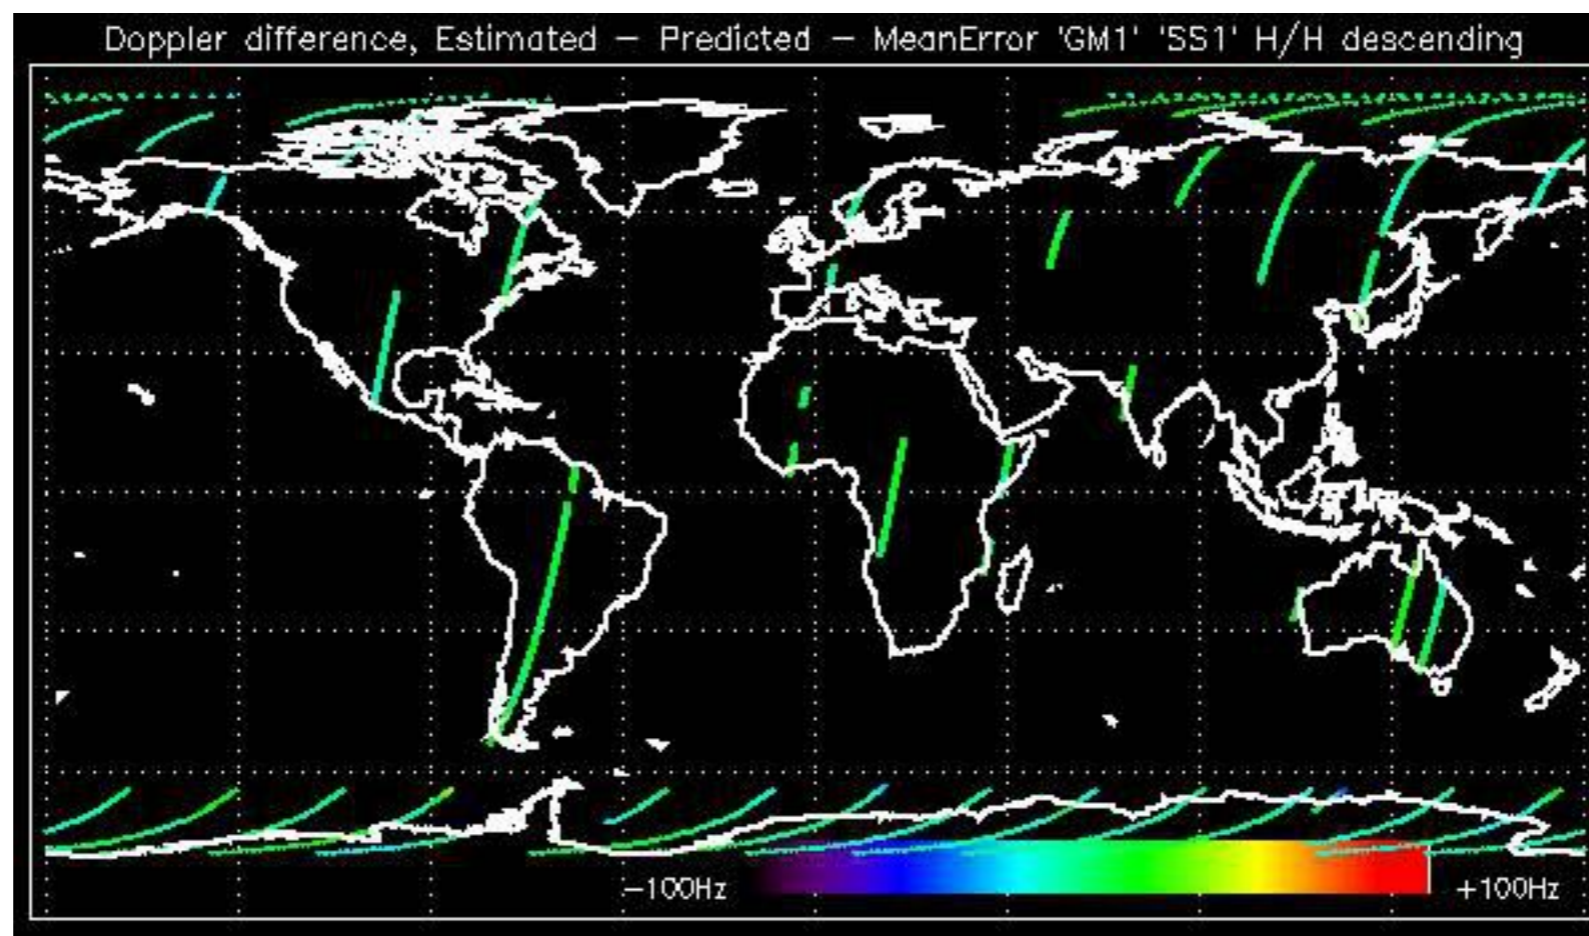 Doppler difference, Estimated - Predicted - MeanError 'GM1' 'SS1' H/H descending
-100Hz +100Hz